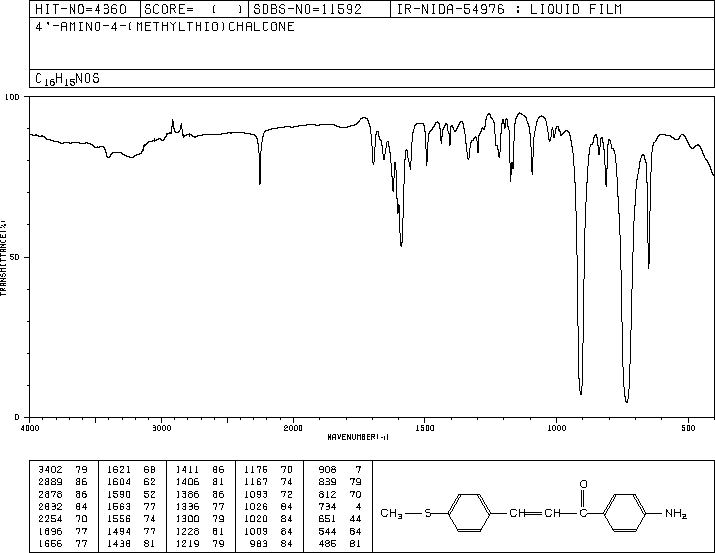 HIT-NO=4360 SCORE= ( ) SDBS-NO=11592 IR-NIDA-54976 : LIQUID FILM
4'-AMINO-4-(METHYLTHIO)CHALCONE
C16H15NOS
100
50
0
TRANSMITTANCE(%)
4000 3000 2000 1500 1000 500
WAVENUMBER(-1)
3402 79 1621 68 1411 86 1176 70 908 7
2889 86 1604 62 1406 81 1167 74 839 79
2878 86 1590 52 1386 86 1093 72 812 70
2832 84 1563 77 1336 77 1026 84 734 4
2254 70 1556 74 1300 79 1020 84 651 44
1696 77 1494 77 1228 81 1009 84 544 84
1656 77 1438 81 1219 79 983 84 486 81
O
CH3 S CH CH C NH2